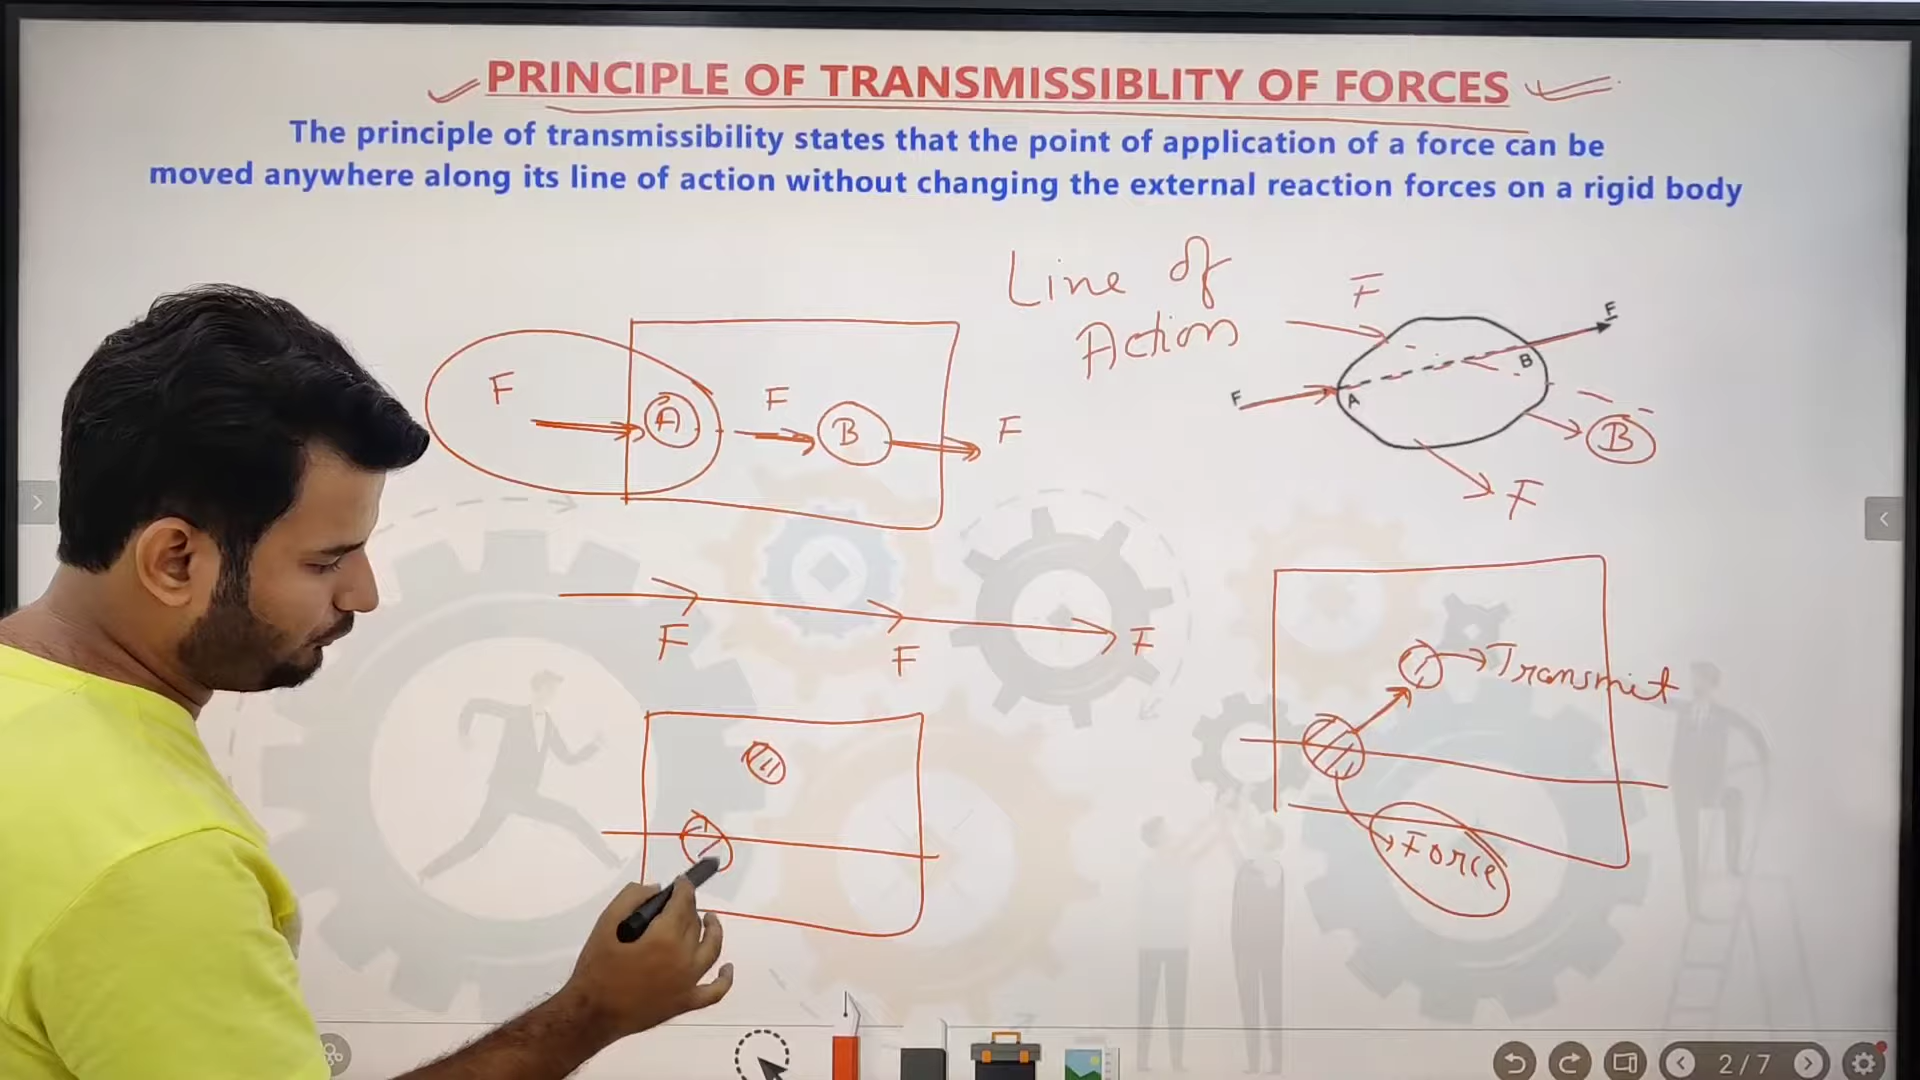 PRINCIPLE OF TRANSMISSIBLITY OF FORCES
The principle of transmissibility states that the point of application of a force can be
moved anywhere along its line of action without changing the external reaction forces on a rigid body
Line of
Action
F
F
A
F
B
F
F
F
A
B
F
B
F
F
F
F
Transmit
Force
2/7